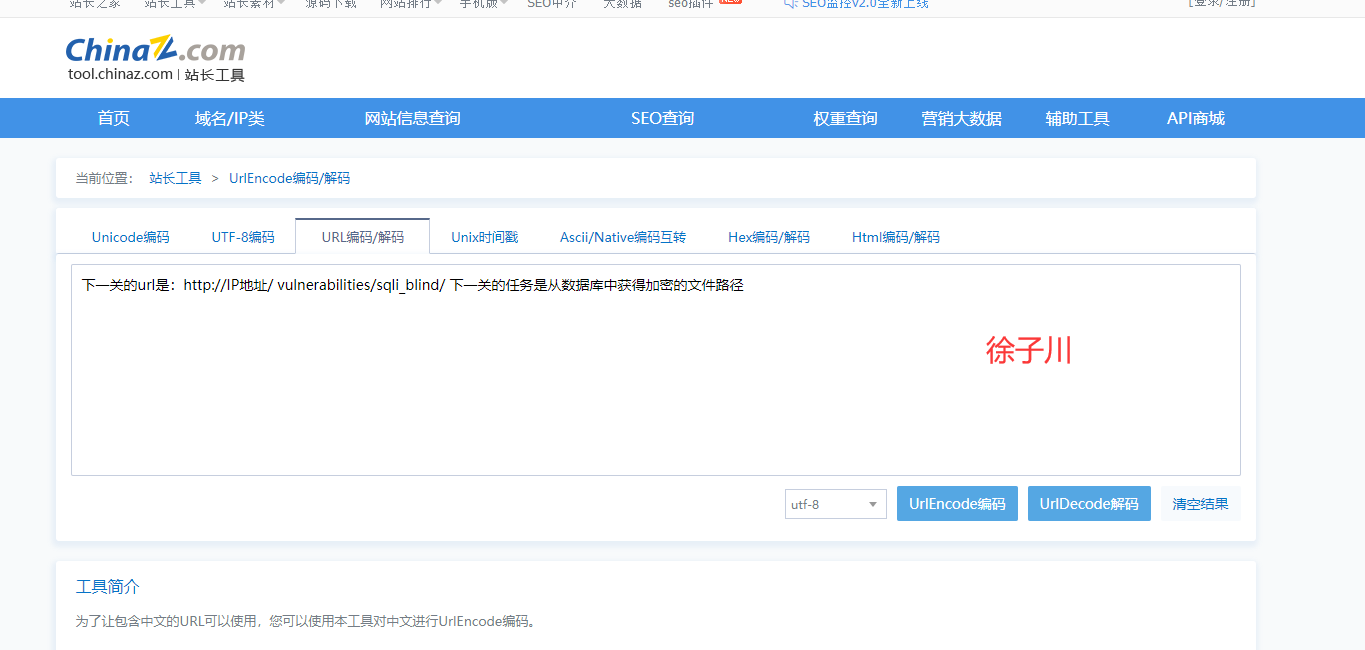 站长之家 站长工具 站长素材 源码下载 网站排行 手机版 SEO中介 大数据 seo插件 NEW SEO监控V2.0全新上线 [登录/注册]
ChinaZ.com
tool.chinaz.com | 站长工具
首页 域名/IP类 网站信息查询 SEO查询 权重查询 营销大数据 辅助工具 API商城
当前位置: 站长工具 > UrlEncode编码/解码
Unicode编码 UTF-8编码 URL编码/解码 Unix时间戳 Ascii/Native编码互转 Hex编码/解码 Html编码/解码
下一关的url是：http://IP地址/ vulnerabilities/sqli_blind/ 下一关的任务是从数据库中获得加密的文件路径
徐子川
utf-8 UrlEncode编码 UrlDecode解码 清空结果
工具简介
为了让包含中文的URL可以使用，您可以使用本工具对中文进行UrlEncode编码。